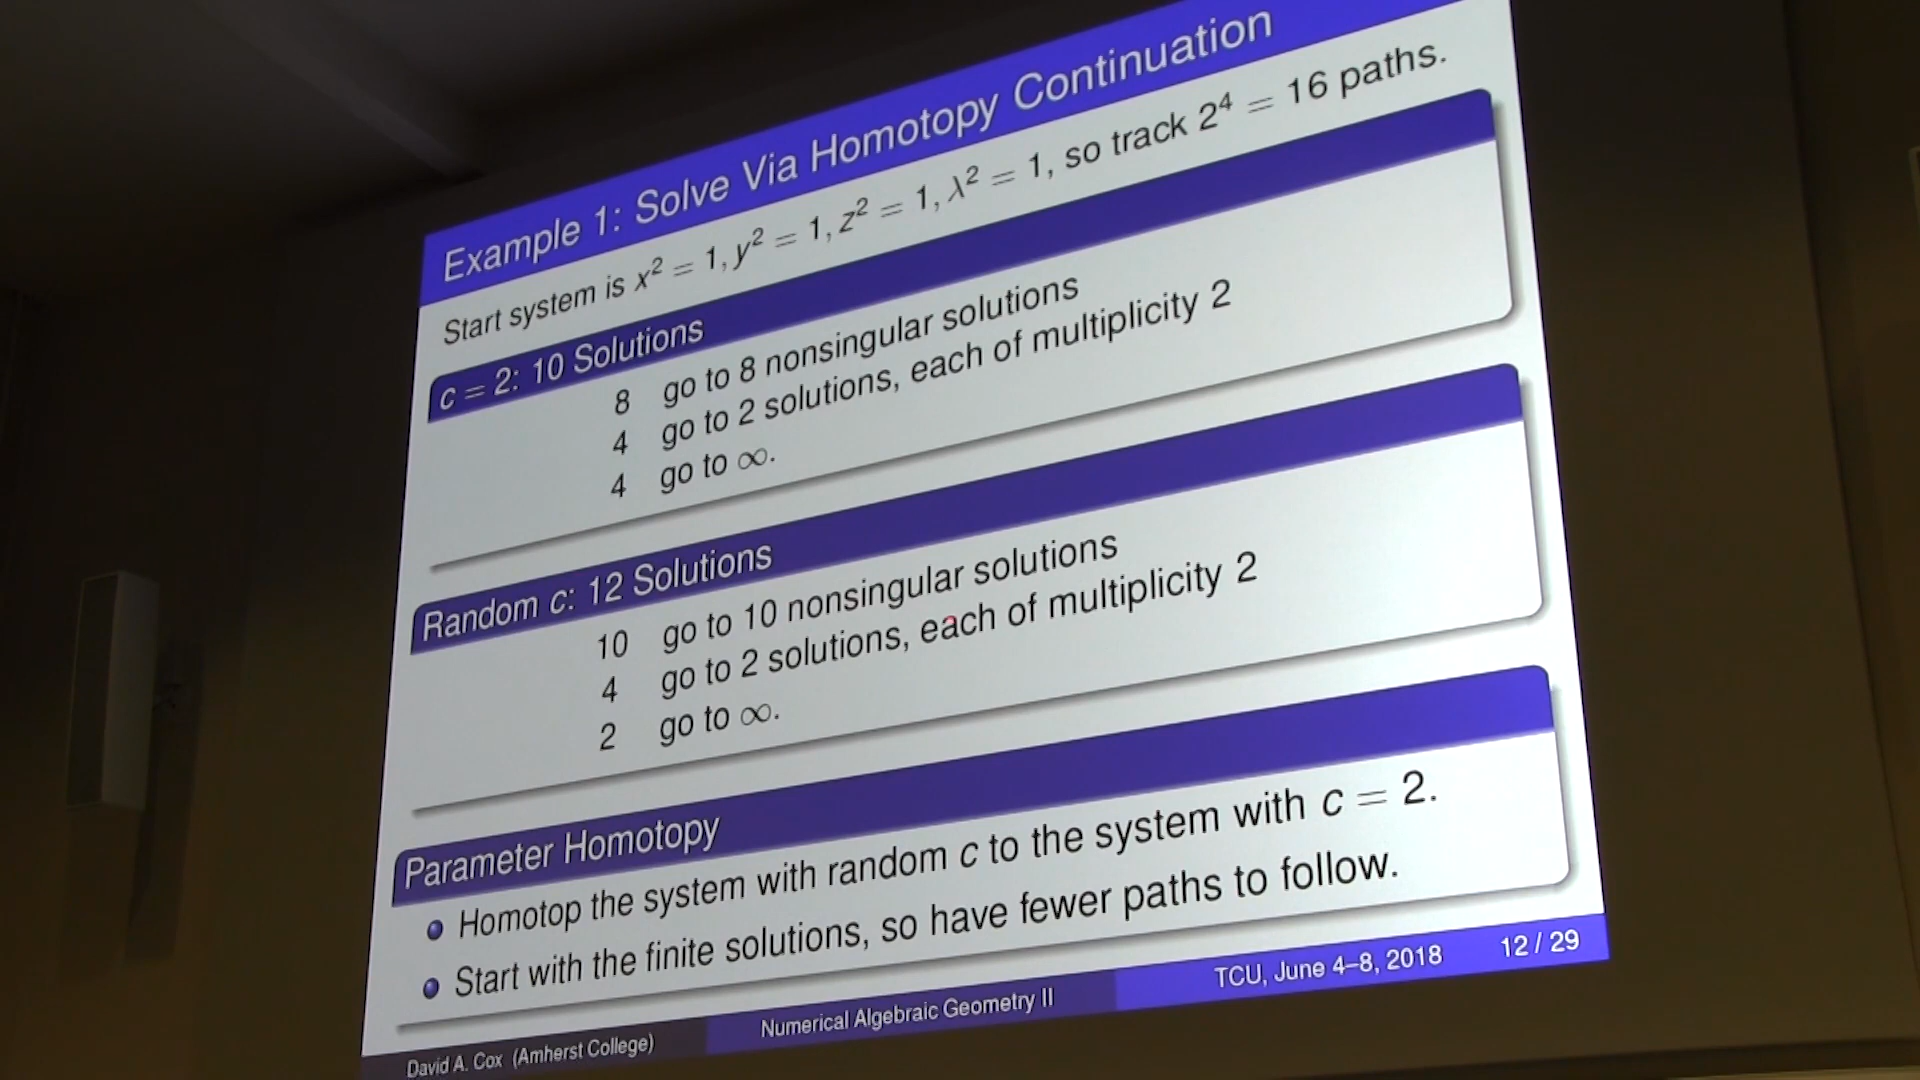 Example 1: Solve Via Homotopy Continuation
Start system is x² = 1, y² = 1, z² = 1, λ² = 1, so track 2⁴ = 16 paths.
c = 2: 10 Solutions
8 go to 8 nonsingular solutions
4 go to 2 solutions, each of multiplicity 2
4 go to ∞.
Random c: 12 Solutions
10 go to 10 nonsingular solutions
4 go to 2 solutions, each of multiplicity 2
2 go to ∞.
Parameter Homotopy
Homotop the system with random c to the system with c = 2.
Start with the finite solutions, so have fewer paths to follow.
David A. Cox (Amherst College) Numerical Algebraic Geometry II TCU, June 4–8, 2018 12 / 29